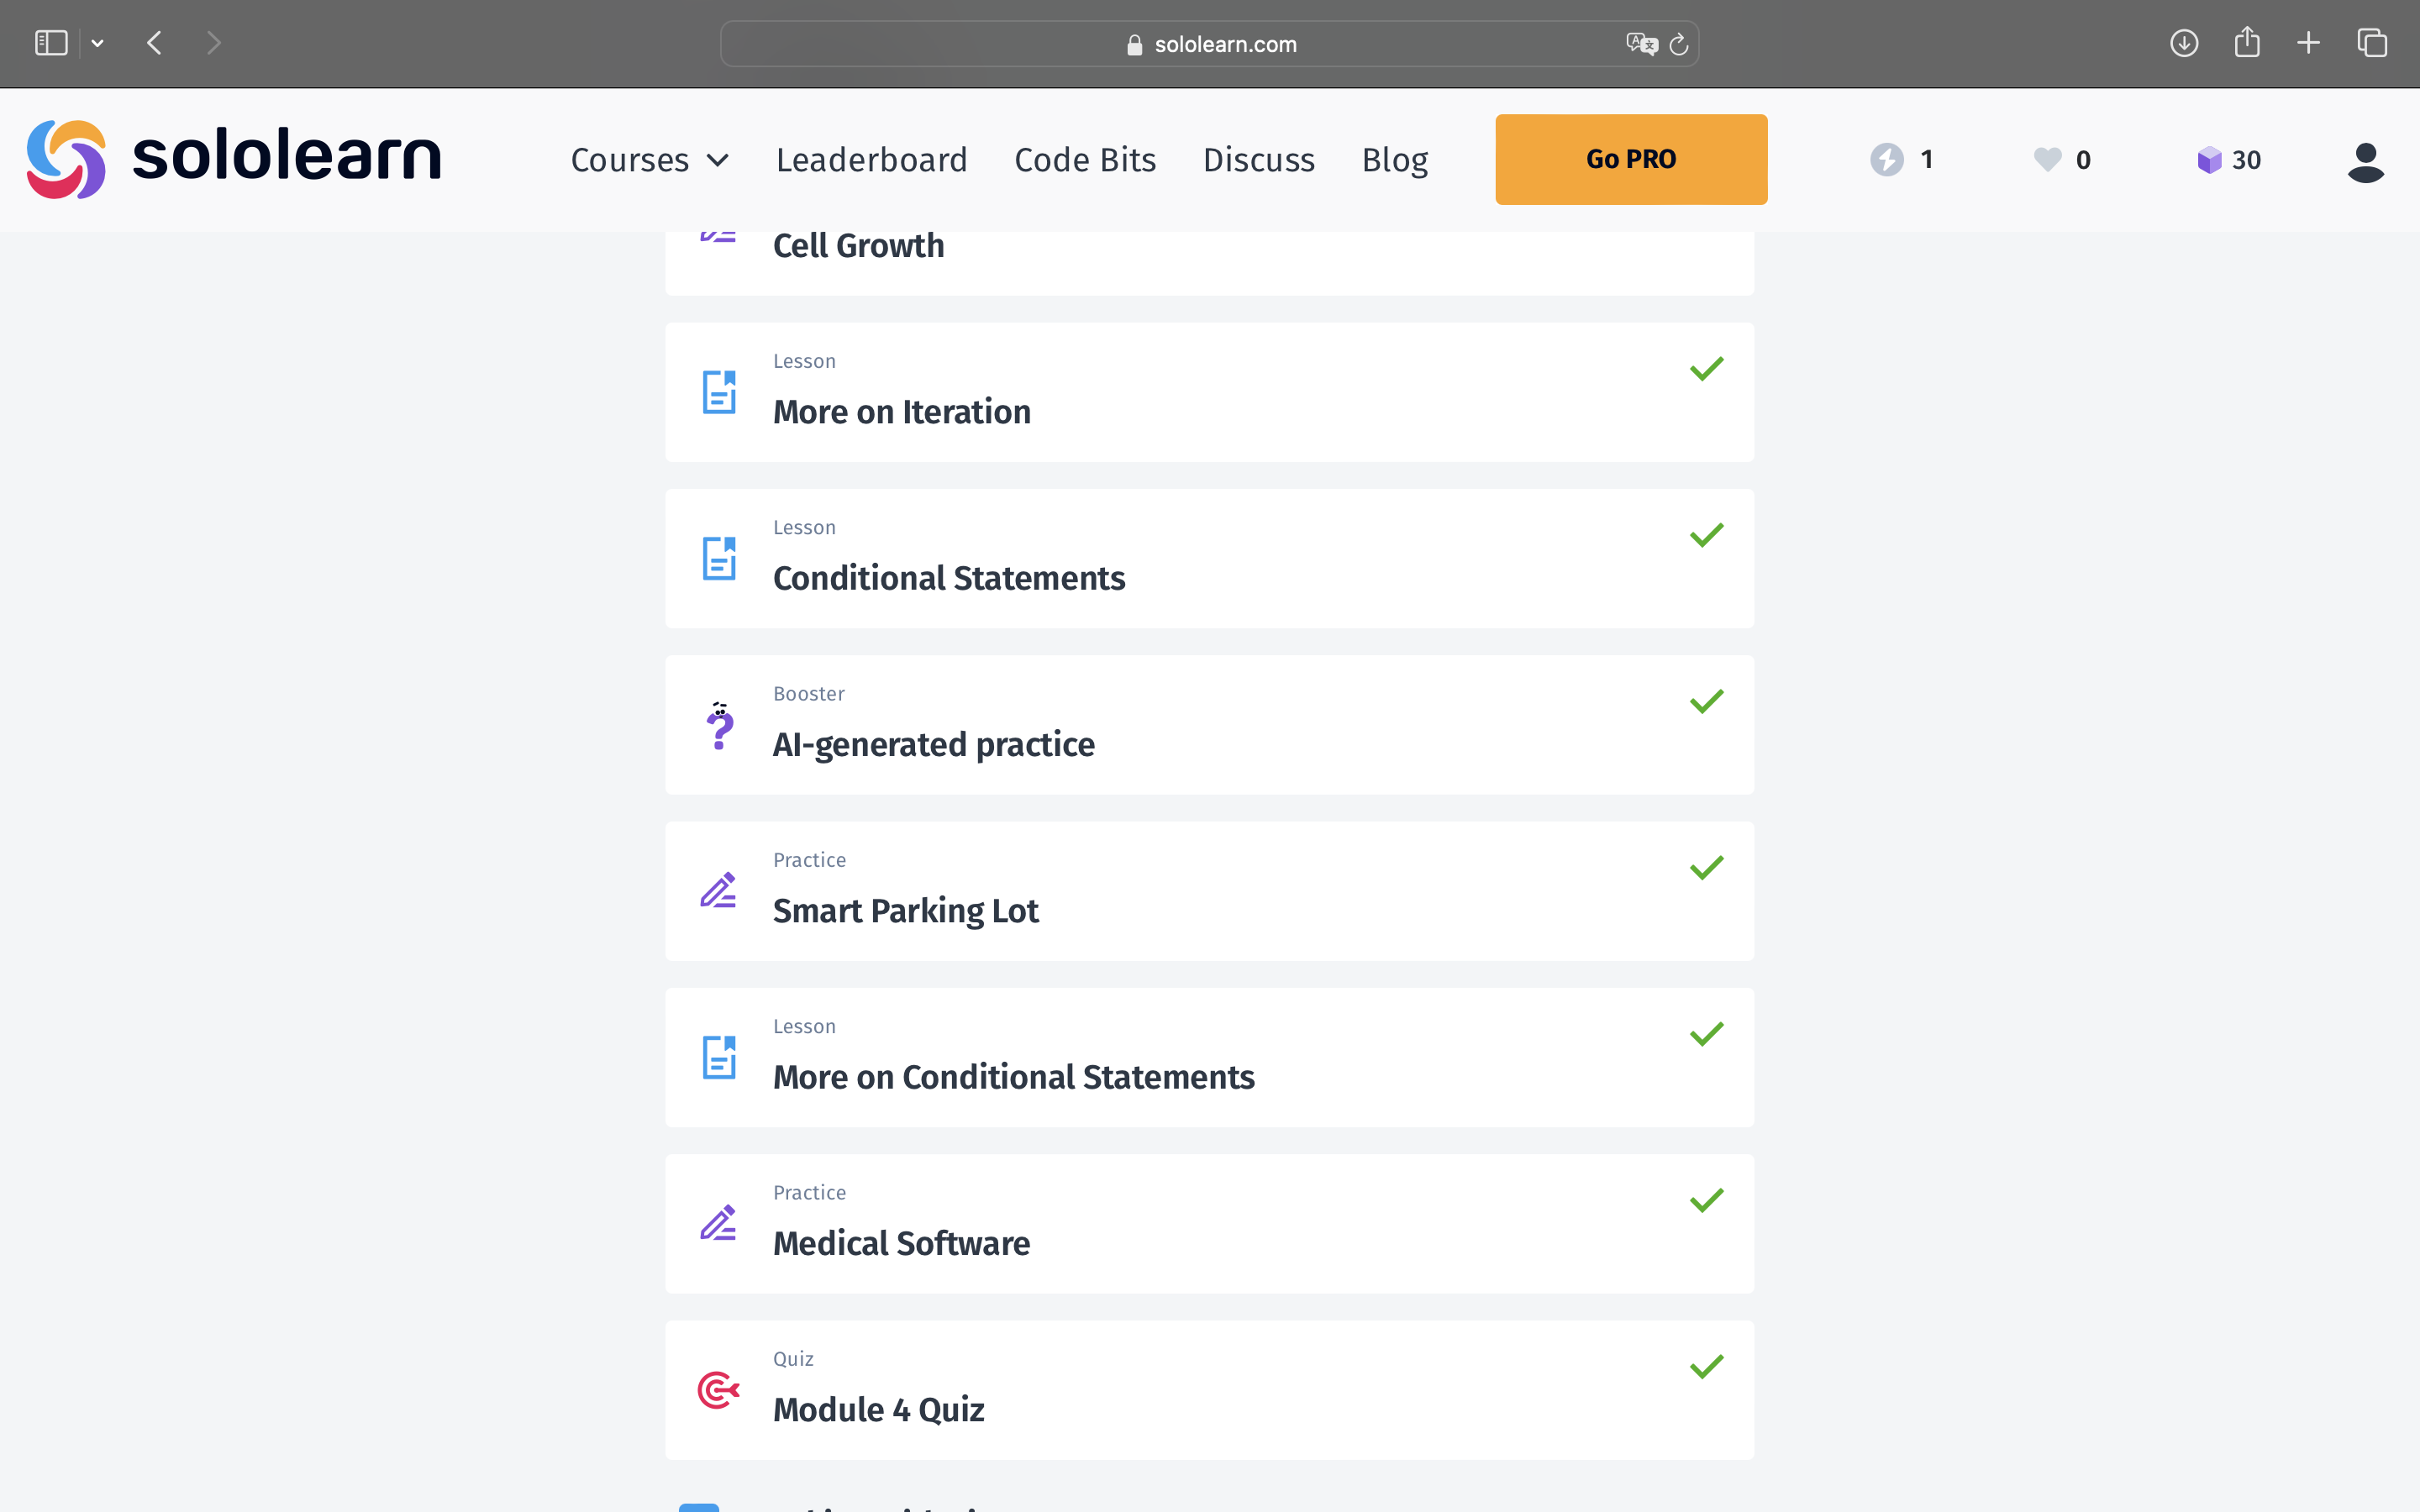 sololearn.com
sololearn
Courses Leaderboard Code Bits Discuss Blog Go PRO 1 0 30
Cell Growth
Lesson
More on Iteration
Lesson
Conditional Statements
Booster
AI-generated practice
Practice
Smart Parking Lot
Lesson
More on Conditional Statements
Practice
Medical Software
Quiz
Module 4 Quiz